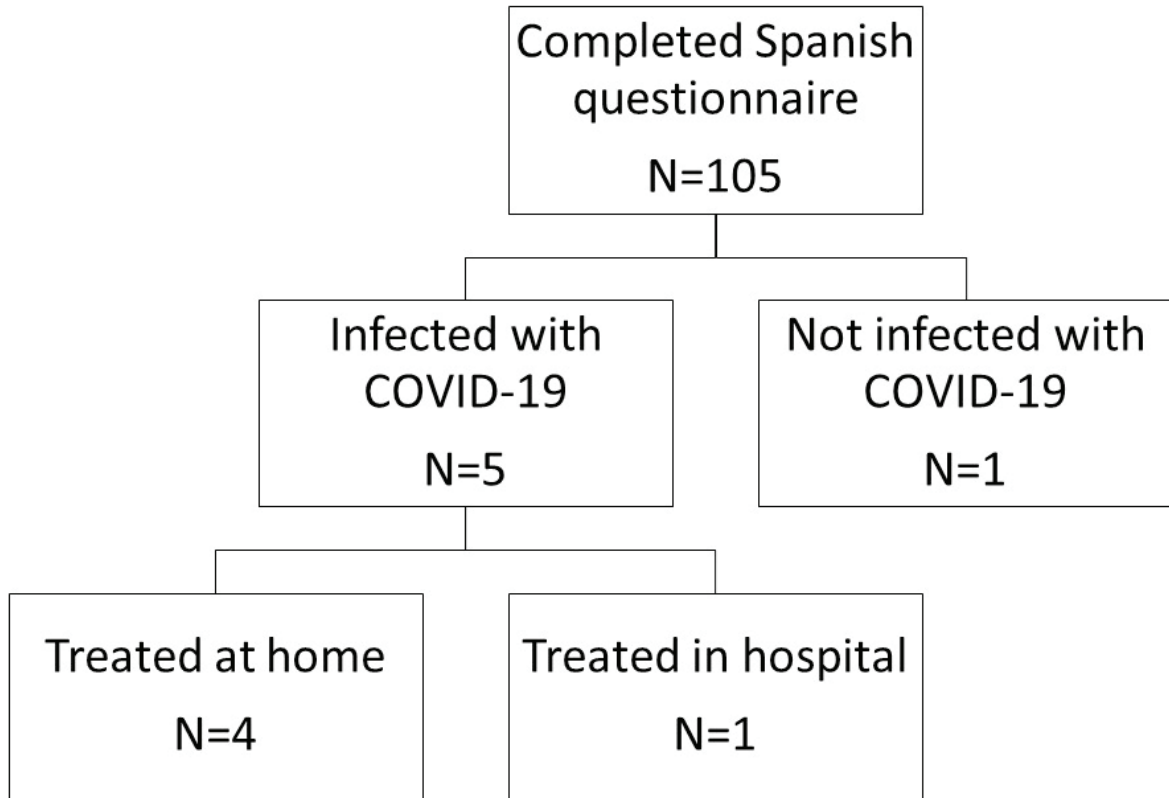 Completed Spanish
questionnaire
N=105
Infected with
COVID-19
N=5
Not infected with
COVID-19
N=1
Treated at home
N=4
Treated in hospital
N=1